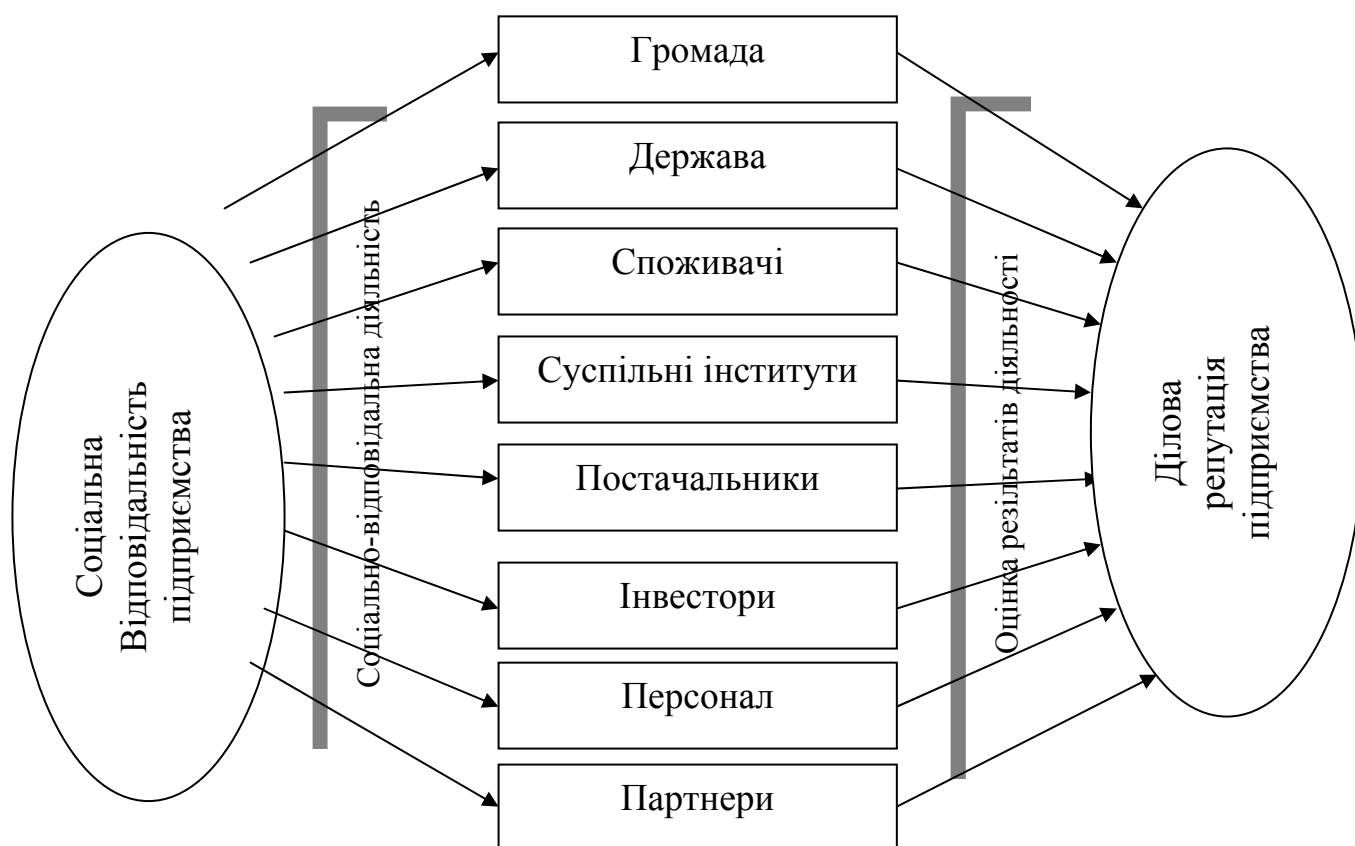 Соціальна
Відповідальність
підприємства
Соціально-відповідальна діяльність
Громада
Держава
Споживачі
Суспільні інститути
Постачальники
Інвестори
Персонал
Партнери
Оцінка резільтатів діяльності
Ділова
репутація
підприємства